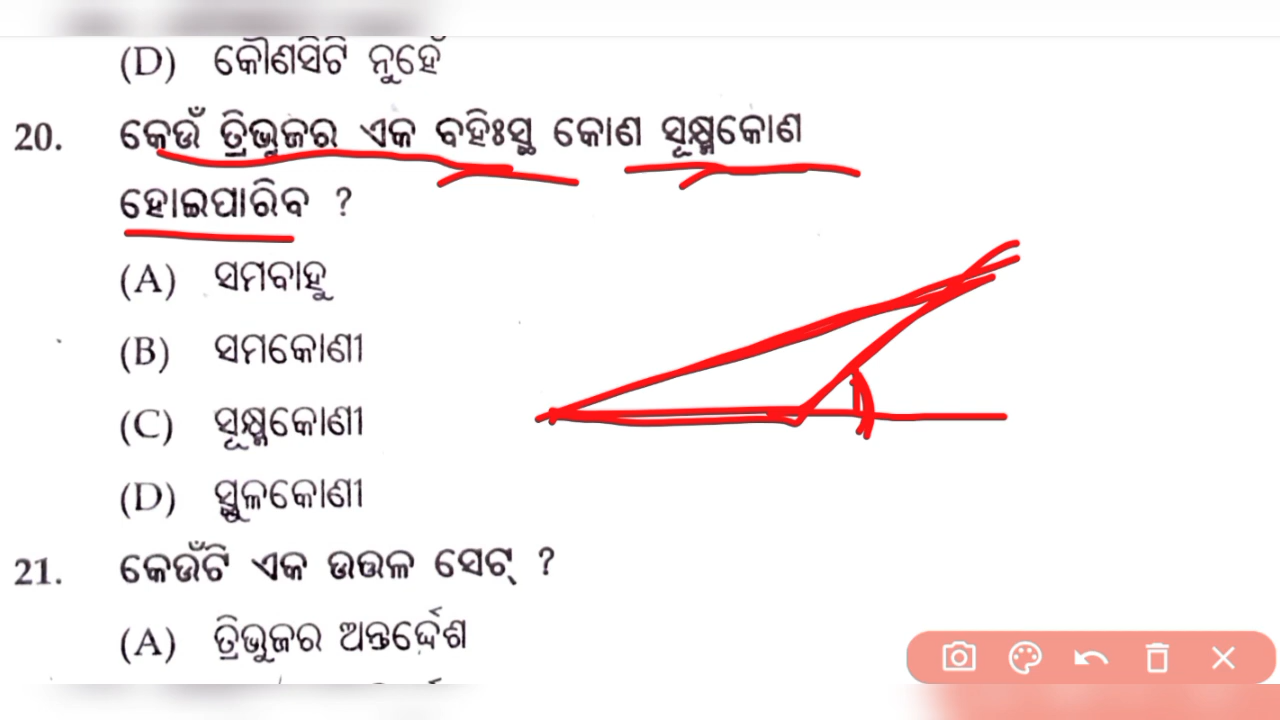 (D) କୌଣସିଟି ନୁହେଁ
20. କେଉଁ ତ୍ରିଭୁଜର ଏକ ବହିଃସ୍ଥ କୋଣ ସୂକ୍ଷ୍ମକୋଣ
ହୋଇପାରିବ ?
(A) ସମବାହୁ
(B) ସମକୋଣୀ
(C) ସୂକ୍ଷ୍ମକୋଣୀ
(D) ସ୍ଥୁଳକୋଣୀ
21. କେଉଁଟି ଏକ ଉତ୍ତଳ ସେଟ୍ ?
(A) ତ୍ରିଭୁଜର ଅନ୍ତର୍ଦ୍ଦେଶ